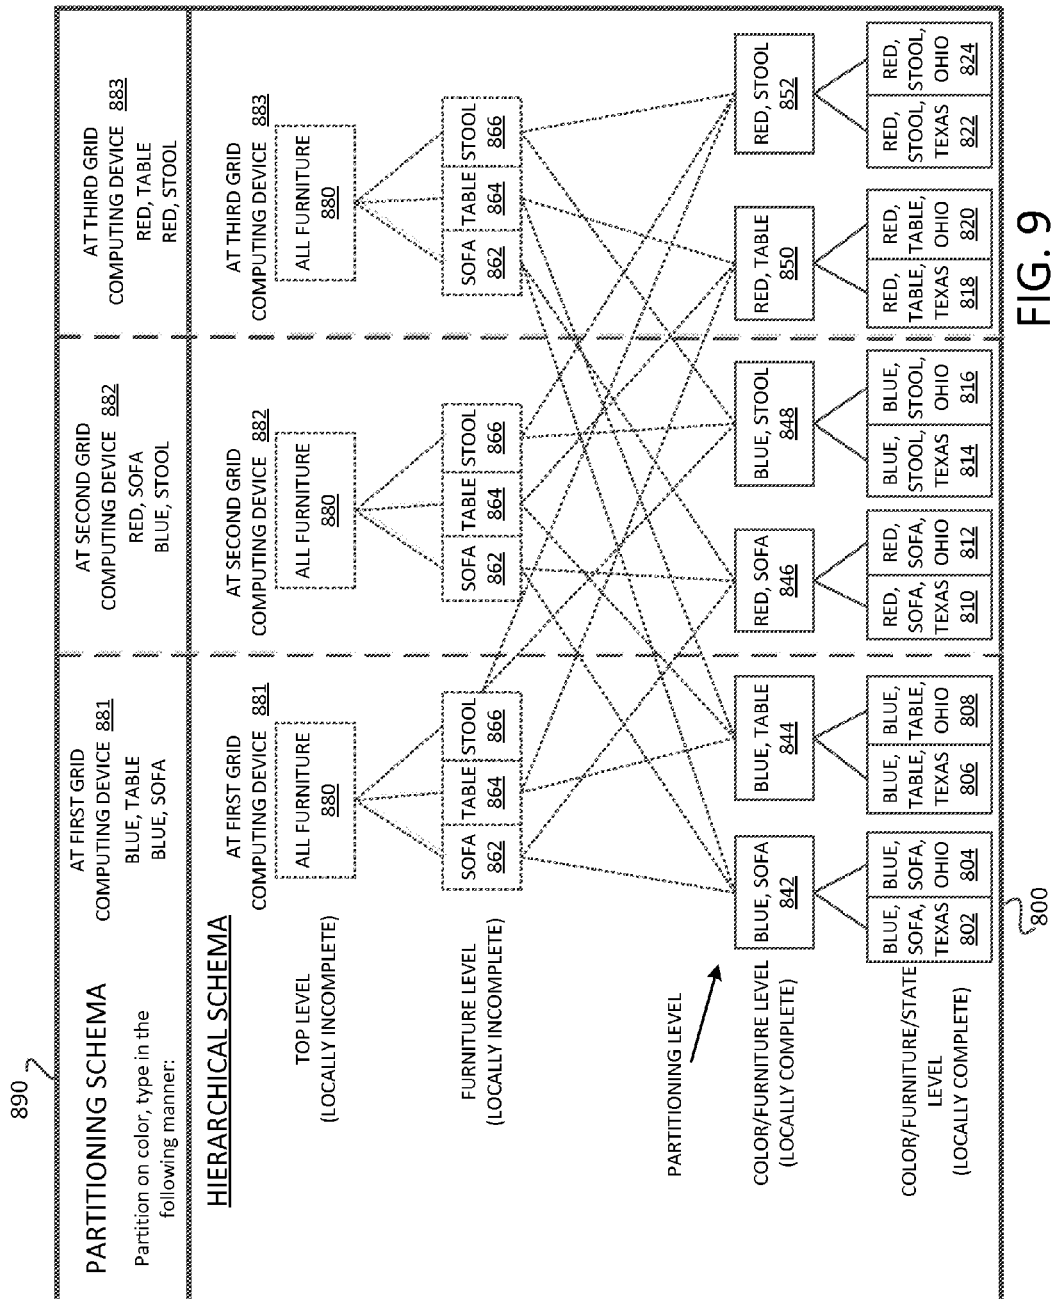 890
PARTITIONING SCHEMA
Partition on color, type in the
following manner:
AT FIRST GRID
COMPUTING DEVICE 881
BLUE, TABLE
BLUE, SOFA
AT SECOND GRID
COMPUTING DEVICE 882
RED, SOFA
BLUE, STOOL
AT THIRD GRID
COMPUTING DEVICE 883
RED, TABLE
RED, STOOL
HIERARCHICAL SCHEMA
AT FIRST GRID
COMPUTING DEVICE 881
AT SECOND GRID
COMPUTING DEVICE 882
AT THIRD GRID
COMPUTING DEVICE 883
TOP LEVEL
(LOCALLY INCOMPLETE)
ALL FURNITURE
880
ALL FURNITURE
880
ALL FURNITURE
880
FURNITURE LEVEL
(LOCALLY INCOMPLETE)
SOFA
862
TABLE
864
STOOL
866
SOFA
862
TABLE
864
STOOL
866
SOFA
862
TABLE
864
STOOL
866
PARTITIONING LEVEL
COLOR/FURNITURE LEVEL
(LOCALLY COMPLETE)
BLUE, SOFA
842
BLUE, TABLE
844
RED, SOFA
846
BLUE, STOOL
848
RED, TABLE
850
RED, STOOL
852
COLOR/FURNITURE/STATE
LEVEL
(LOCALLY COMPLETE)
BLUE,
SOFA,
TEXAS
802
BLUE,
SOFA,
OHIO
804
BLUE,
TABLE,
TEXAS
806
BLUE,
TABLE,
OHIO
808
RED,
SOFA,
TEXAS
810
RED,
SOFA,
OHIO
812
BLUE,
STOOL,
TEXAS
814
BLUE,
STOOL,
OHIO
816
RED,
TABLE,
TEXAS
818
RED,
TABLE,
OHIO
820
RED,
STOOL,
TEXAS
822
RED,
STOOL,
OHIO
824
800
FIG. 9